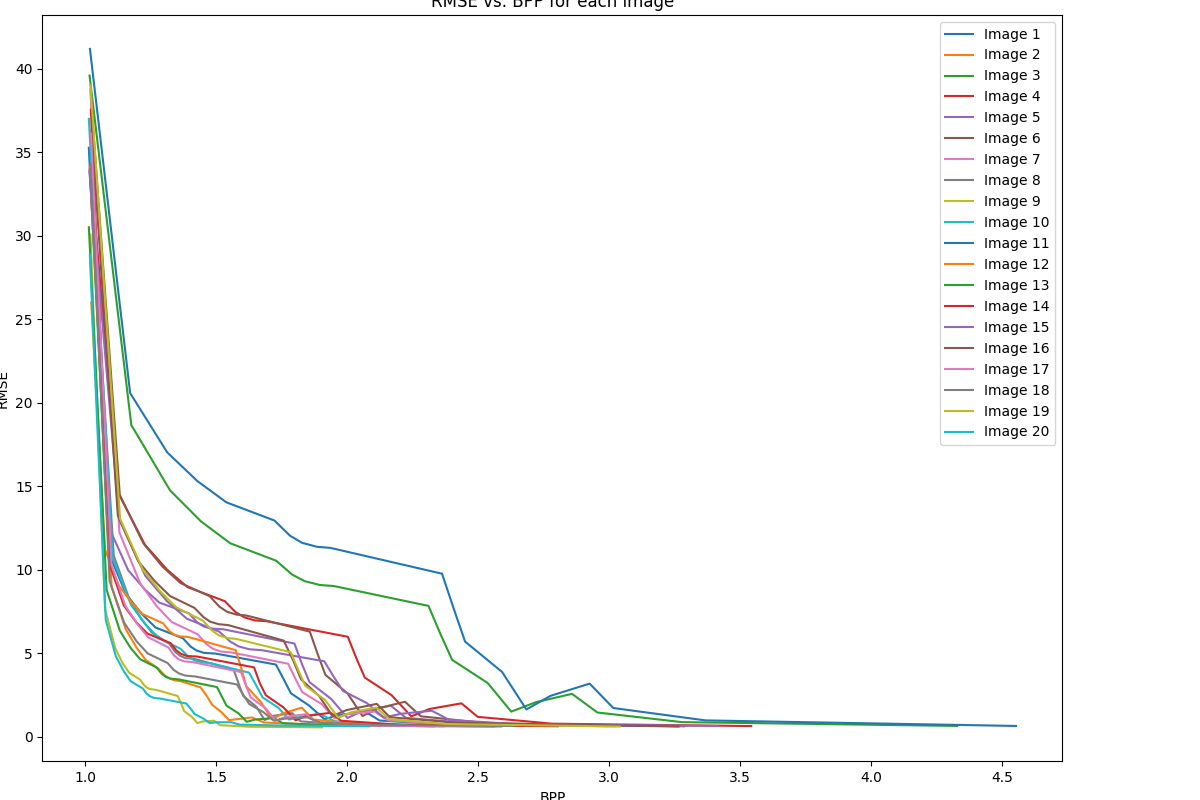 RMSE vs. BPP for each image
RMSE
40
35
30
25
20
15
10
5
0
1.0 1.5 2.0 2.5 3.0 3.5 4.0 4.5
BPP
Image 1
Image 2
Image 3
Image 4
Image 5
Image 6
Image 7
Image 8
Image 9
Image 10
Image 11
Image 12
Image 13
Image 14
Image 15
Image 16
Image 17
Image 18
Image 19
Image 20